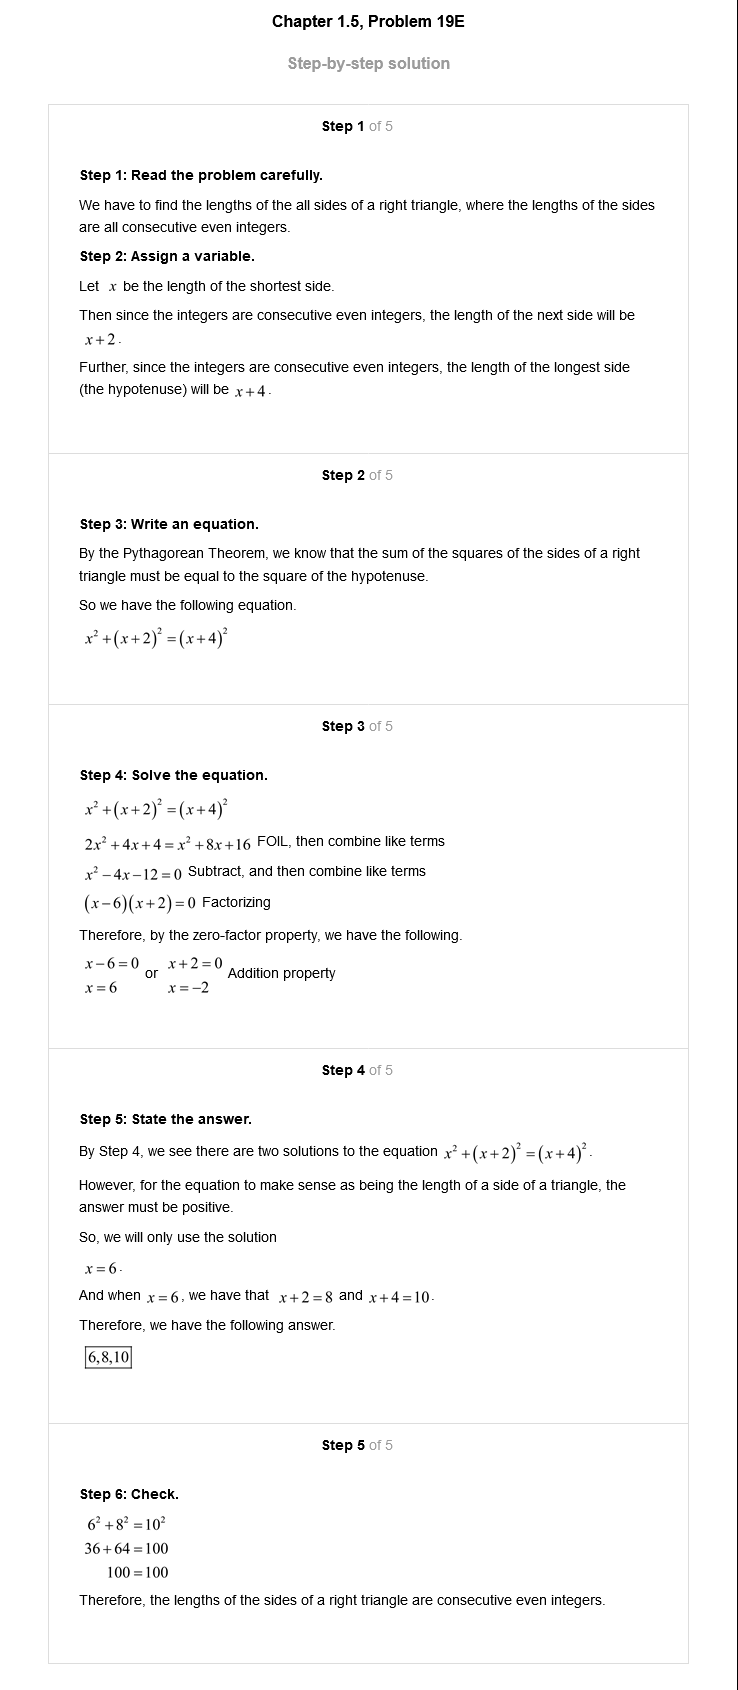 Chapter 1.5, Problem 19E
Step-by-step solution
Step 1 of 5
Step 1: Read the problem carefully.
We have to find the lengths of the all sides of a right triangle, where the lengths of the sides
are all consecutive even integers.
Step 2: Assign a variable.
Let x be the length of the shortest side.
Then since the integers are consecutive even integers, the length of the next side will be
x+2.
Further, since the integers are consecutive even integers, the length of the longest side
(the hypotenuse) will be x+4.
Step 2 of 5
Step 3: Write an equation.
By the Pythagorean Theorem, we know that the sum of the squares of the sides of a right
triangle must be equal to the square of the hypotenuse.
So we have the following equation.
x²+(x+2)²=(x+4)²
Step 3 of 5
Step 4: Solve the equation.
x²+(x+2)²=(x+4)²
2x²+4x+4=x²+8x+16 FOIL, then combine like terms
x²−4x−12=0 Subtract, and then combine like terms
(x−6)(x+2)=0 Factorizing
Therefore, by the zero-factor property, we have the following.
x−6=0 or x+2=0 Addition property
x=6 x=−2
Step 4 of 5
Step 5: State the answer.
By Step 4, we see there are two solutions to the equation x²+(x+2)²=(x+4)².
However, for the equation to make sense as being the length of a side of a triangle, the
answer must be positive.
So, we will only use the solution
x=6.
And when x=6, we have that x+2=8 and x+4=10.
Therefore, we have the following answer.
6,8,10
Step 5 of 5
Step 6: Check.
6²+8²=10²
36+64=100
100=100
Therefore, the lengths of the sides of a right triangle are consecutive even integers.